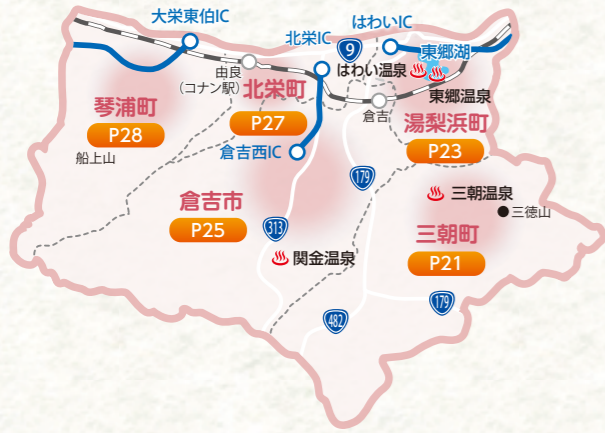 大栄東伯IC
北栄IC
はわいIC
9
東郷湖
はわい温泉
由良
(コナン駅)
北栄町
P27
東郷温泉
琴浦町
P28
倉吉
湯梨浜町
P23
船上山
倉吉西IC
179
倉吉市
P25
三朝温泉
三徳山
313
三朝町
P21
関金温泉
179
482